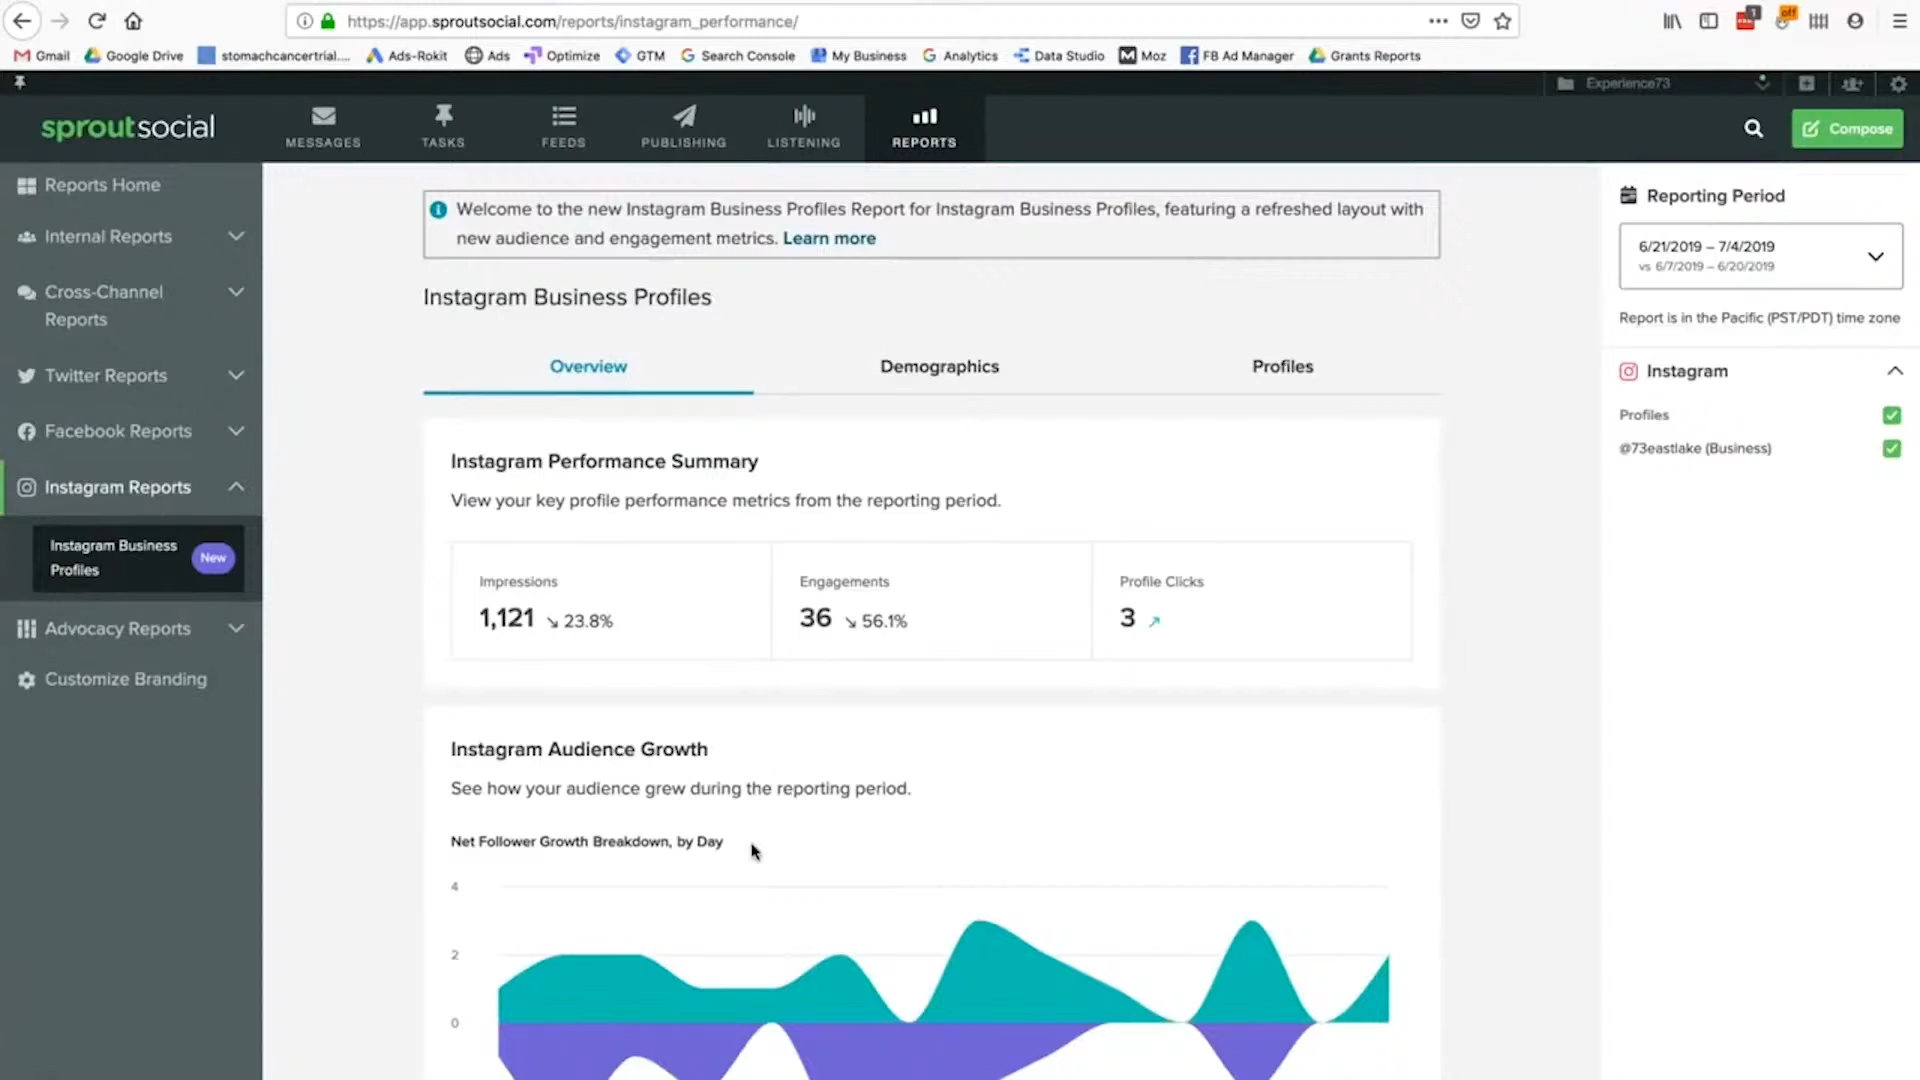 https://app.sproutsocial.com/reports/instagram_performance/
1
off
Gmail Google Drive stomachcancertrial.... Ads-Rokit Ads Optimize GTM Search Console My Business Analytics Data Studio Moz FB Ad Manager Grants Reports
Experience73
sproutsocial
MESSAGES
TASKS
FEEDS
PUBLISHING
LISTENING
REPORTS
Compose
Reports Home
Internal Reports
Cross-Channel
Reports
Twitter Reports
Facebook Reports
Instagram Reports
Instagram Business
Profiles
New
Advocacy Reports
Customize Branding
Welcome to the new Instagram Business Profiles Report for Instagram Business Profiles, featuring a refreshed layout with
new audience and engagement metrics. Learn more
Instagram Business Profiles
Overview
Demographics
Profiles
Instagram Performance Summary
View your key profile performance metrics from the reporting period.
Impressions
1,121 ↘ 23.8%
Engagements
36 ↘ 56.1%
Profile Clicks
3 ↗
Instagram Audience Growth
See how your audience grew during the reporting period.
Net Follower Growth Breakdown, by Day
4
2
0
Reporting Period
6/21/2019 – 7/4/2019
vs 6/7/2019 – 6/20/2019
Report is in the Pacific (PST/PDT) time zone
Instagram
Profiles
@73eastlake (Business)